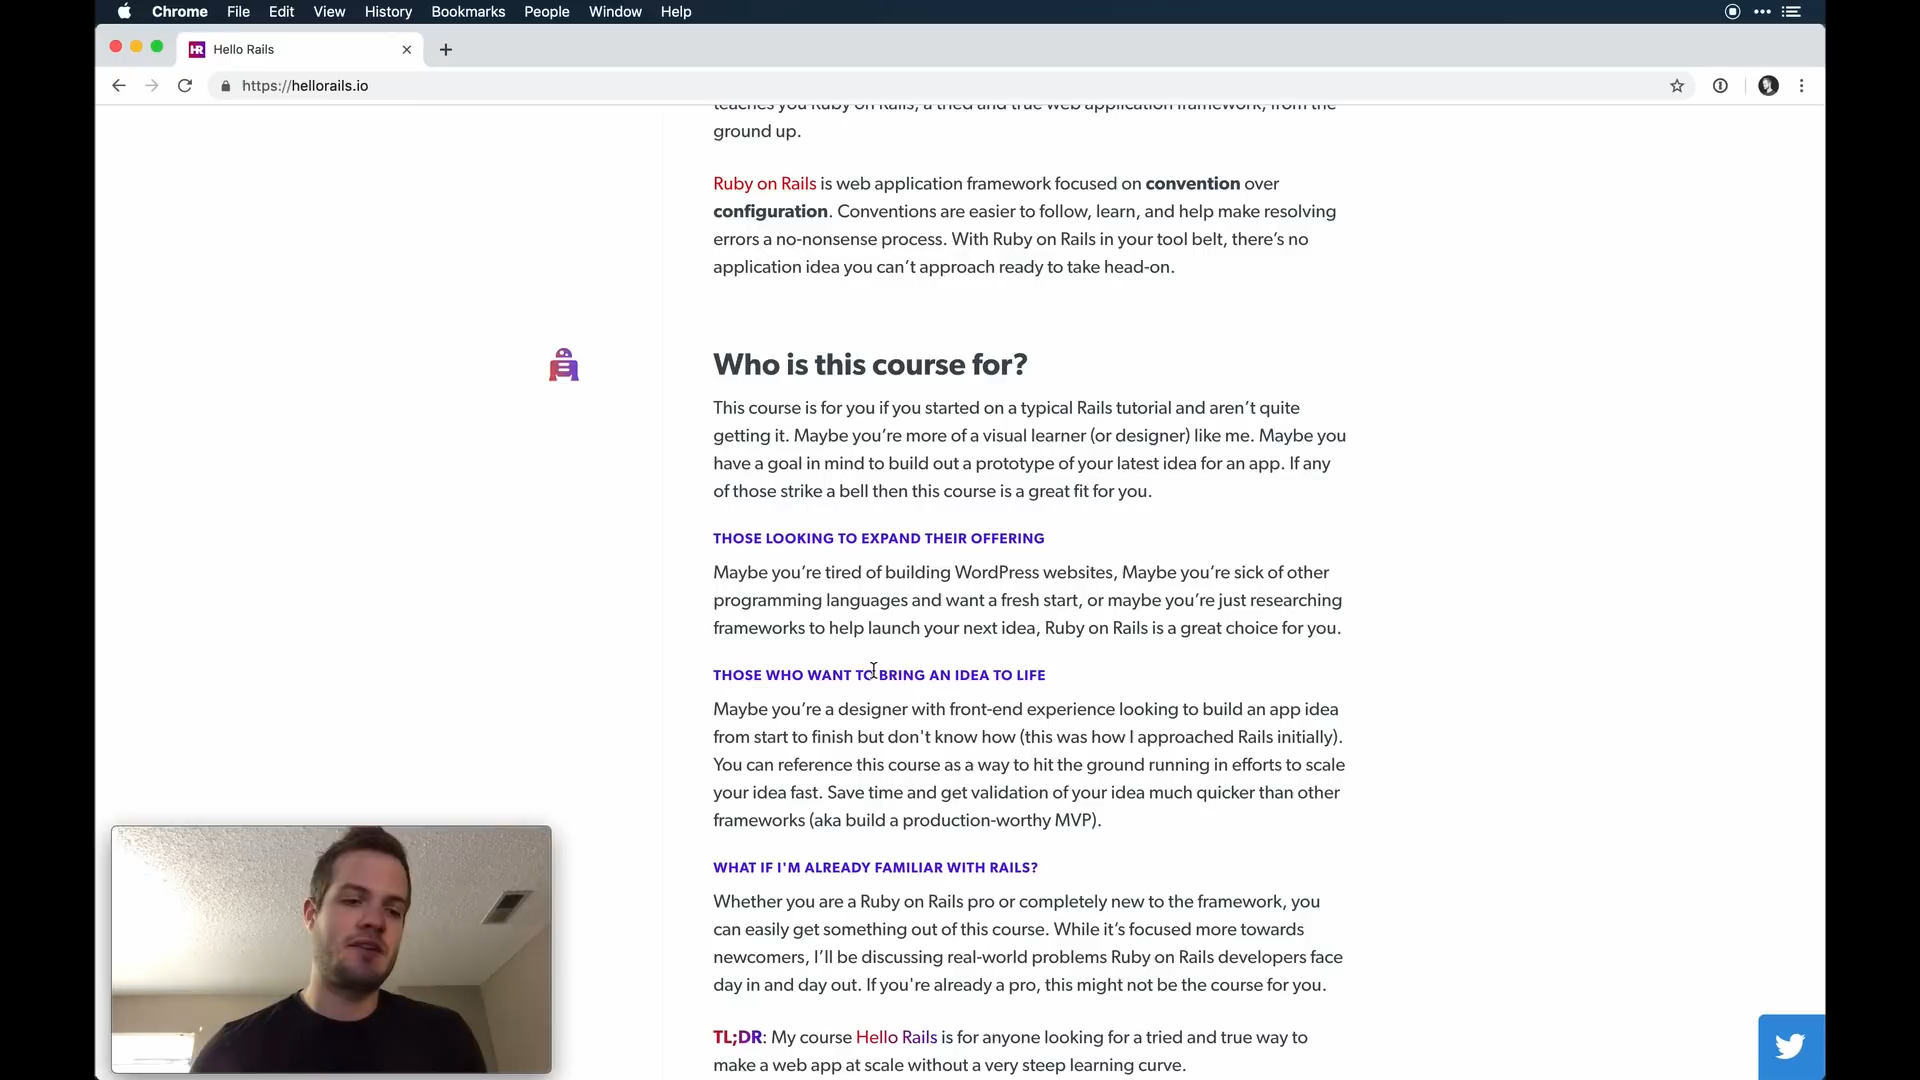 Chrome File Edit View History Bookmarks People Window Help
HR Hello Rails
https://hellorails.io
teaches you Ruby on Rails, a tried and true web application framework, from the
ground up.
Ruby on Rails is web application framework focused on convention over
configuration. Conventions are easier to follow, learn, and help make resolving
errors a no-nonsense process. With Ruby on Rails in your tool belt, there’s no
application idea you can’t approach ready to take head-on.
Who is this course for?
This course is for you if you started on a typical Rails tutorial and aren’t quite
getting it. Maybe you’re more of a visual learner (or designer) like me. Maybe you
have a goal in mind to build out a prototype of your latest idea for an app. If any
of those strike a bell then this course is a great fit for you.
THOSE LOOKING TO EXPAND THEIR OFFERING
Maybe you’re tired of building WordPress websites, Maybe you’re sick of other
programming languages and want a fresh start, or maybe you’re just researching
frameworks to help launch your next idea, Ruby on Rails is a great choice for you.
THOSE WHO WANT TO BRING AN IDEA TO LIFE
Maybe you’re a designer with front-end experience looking to build an app idea
from start to finish but don't know how (this was how I approached Rails initially).
You can reference this course as a way to hit the ground running in efforts to scale
your idea fast. Save time and get validation of your idea much quicker than other
frameworks (aka build a production-worthy MVP).
WHAT IF I'M ALREADY FAMILIAR WITH RAILS?
Whether you are a Ruby on Rails pro or completely new to the framework, you
can easily get something out of this course. While it’s focused more towards
newcomers, I’ll be discussing real-world problems Ruby on Rails developers face
day in and day out. If you're already a pro, this might not be the course for you.
TL;DR: My course Hello Rails is for anyone looking for a tried and true way to
make a web app at scale without a very steep learning curve.